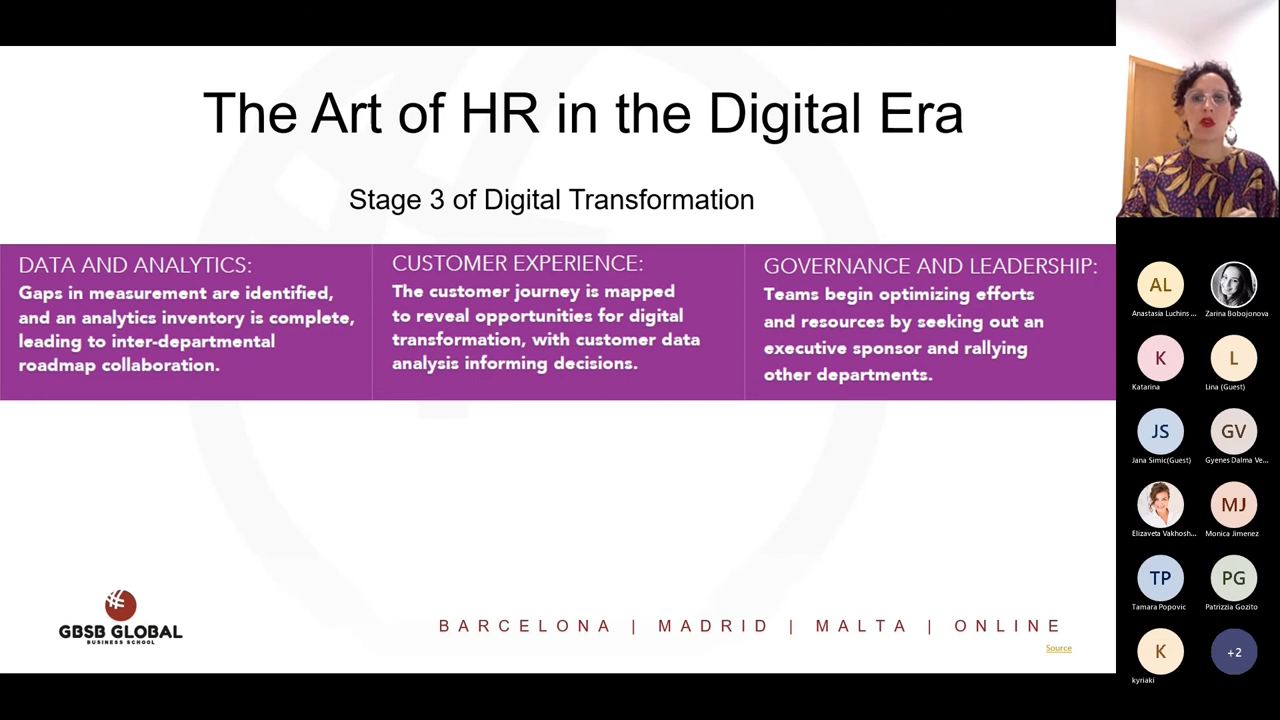 The Art of HR in the Digital Era
Stage 3 of Digital Transformation
DATA AND ANALYTICS:
Gaps in measurement are identified,
and an analytics inventory is complete,
leading to inter-departmental
roadmap collaboration.
CUSTOMER EXPERIENCE:
The customer journey is mapped
to reveal opportunities for digital
transformation, with customer data
analysis informing decisions.
GOVERNANCE AND LEADERSHIP:
Teams begin optimizing efforts
and resources by seeking out an
executive sponsor and rallying
other departments.
GBSB GLOBAL
BUSINESS SCHOOL
BARCELONA | MADRID | MALTA | ONLINE
Source
AL
Anastasia Luchins ...
Zarina Bobojonova
K
Katarina
L
Lina (Guest)
JS
Jana Simic(Guest)
GV
Gyenes Dalma Ve...
Elizaveta Vakhosh...
MJ
Monica Jimenez
TP
Tamara Popovic
PG
Patrizzia Gozito
K
kyriaki
+2